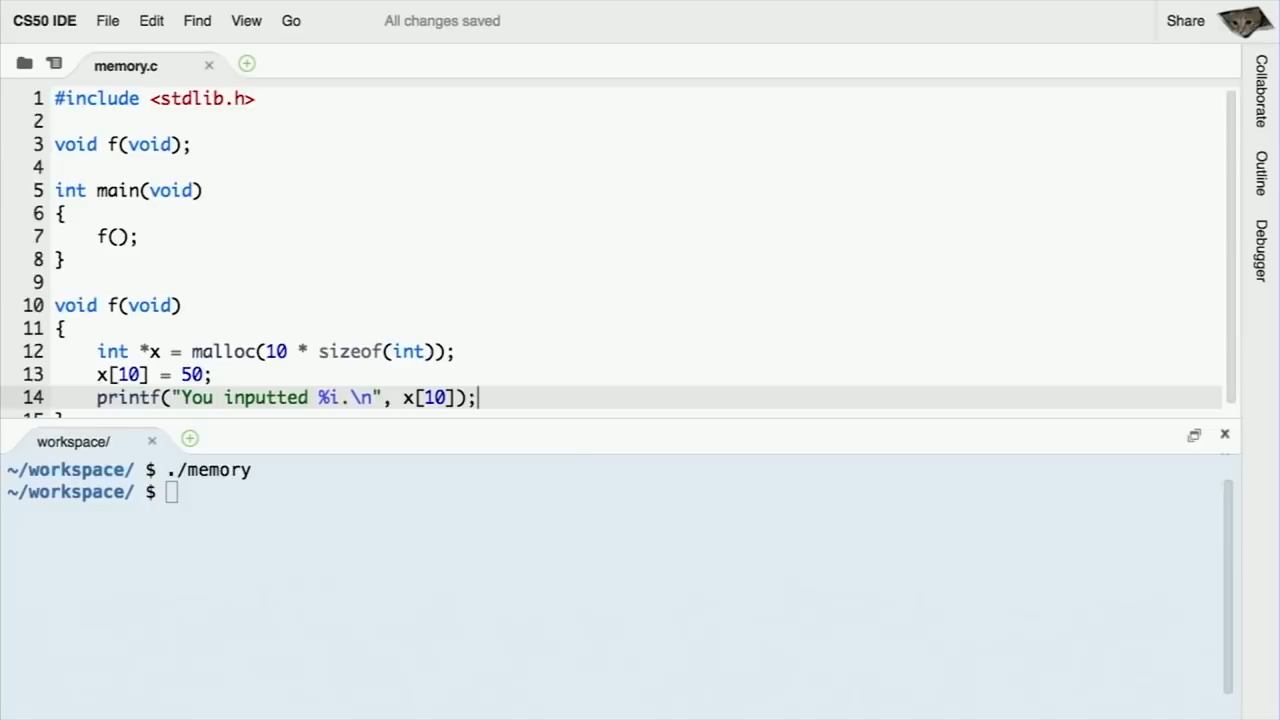 CS50 IDE File Edit Find View Go All changes saved Share
memory.c
1 #include <stdlib.h>
2
3 void f(void);
4
5 int main(void)
6 {
7     f();
8 }
9
10 void f(void)
11 {
12     int *x = malloc(10 * sizeof(int));
13     x[10] = 50;
14     printf("You inputted %i.\n", x[10]);
15 }
Collaborate
Outline
Debugger
workspace/
~/workspace/ $ ./memory
~/workspace/ $